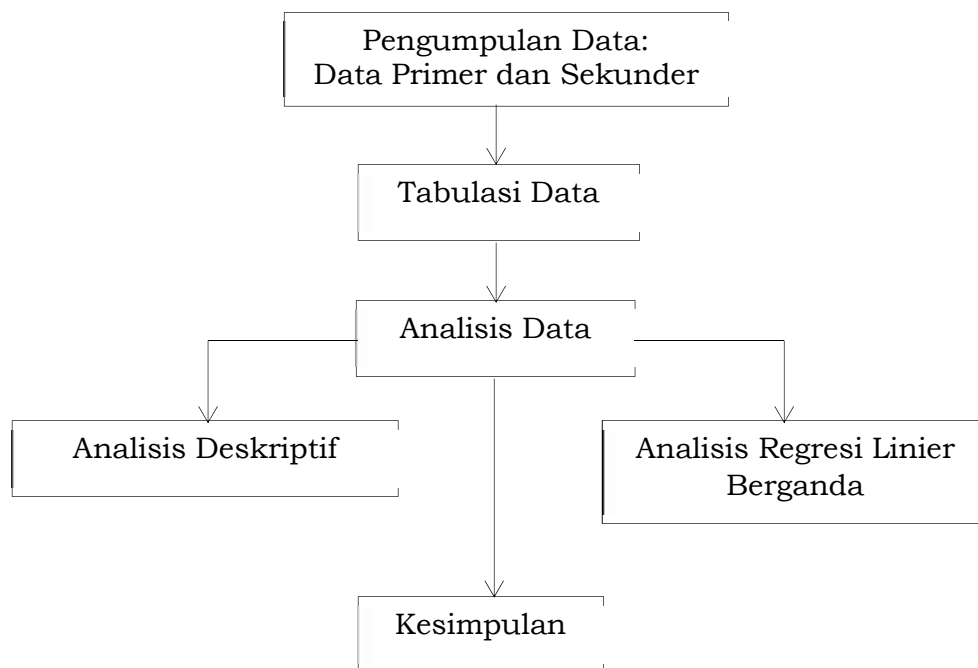 Pengumpulan Data:
Data Primer dan Sekunder
Tabulasi Data
Analisis Data
Analisis Deskriptif
Analisis Regresi Linier
Berganda
Kesimpulan